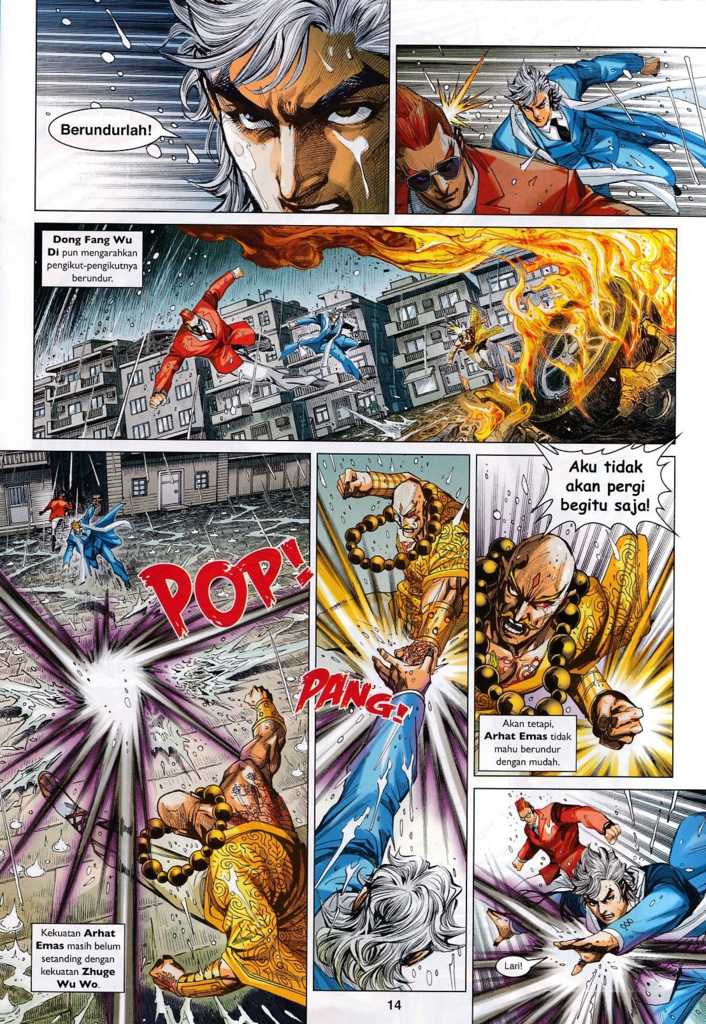 Berundurlah!
Dong Fang Wu
Di pun mengarahkan
pengikut-pengikutnya
berundur.
Aku tidak
akan pergi
begitu saja!
POP!
PANG!
Akan tetapi,
Arhat Emas tidak
mahu berundur
dengan mudah.
Kekuatan Arhat
Emas masih belum
setanding dengan
kekuatan Zhuge
Wu Wo.
Lari!
14